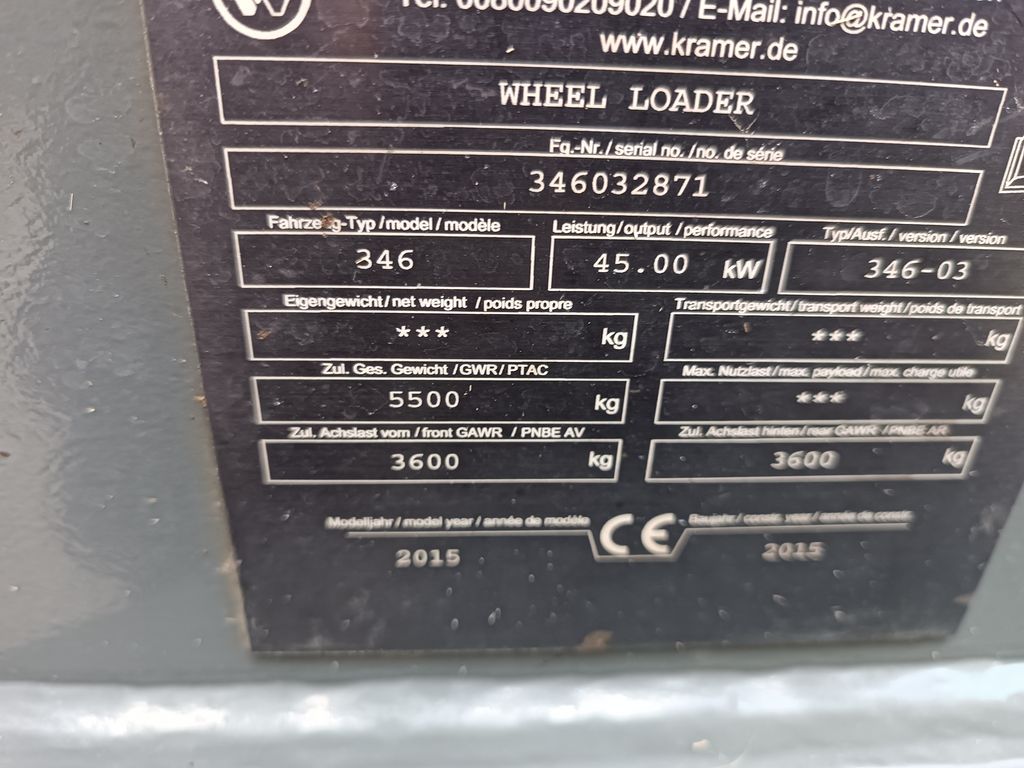 Tel. 0080090209020 / E-Mail: info@kramer.de
www.kramer.de
WHEEL LOADER
Fg.-Nr. / serial no. / no. de série
346032871
Fahrzeug-Typ / model / modèle Leistung / output / performance Typ/Ausf. / version / version
346 45.00 kW 346-03
Eigengewicht / net weight / poids propre Transportgewicht / transport weight / poids de transport
*** kg *** kg
Zul. Ges. Gewicht / GWR / PTAC Max. Nutzlast / max. payload / max. charge utile
5500 kg *** kg
Zul. Achslast vorn / front GAWR / PNBE AV Zul. Achslast hinten / rear GAWR / PNBE AR
3600 kg 3600 kg
Modelljahr / model year / année de modèle CE Baujahr / constr. year / année de constr.
2015 2015